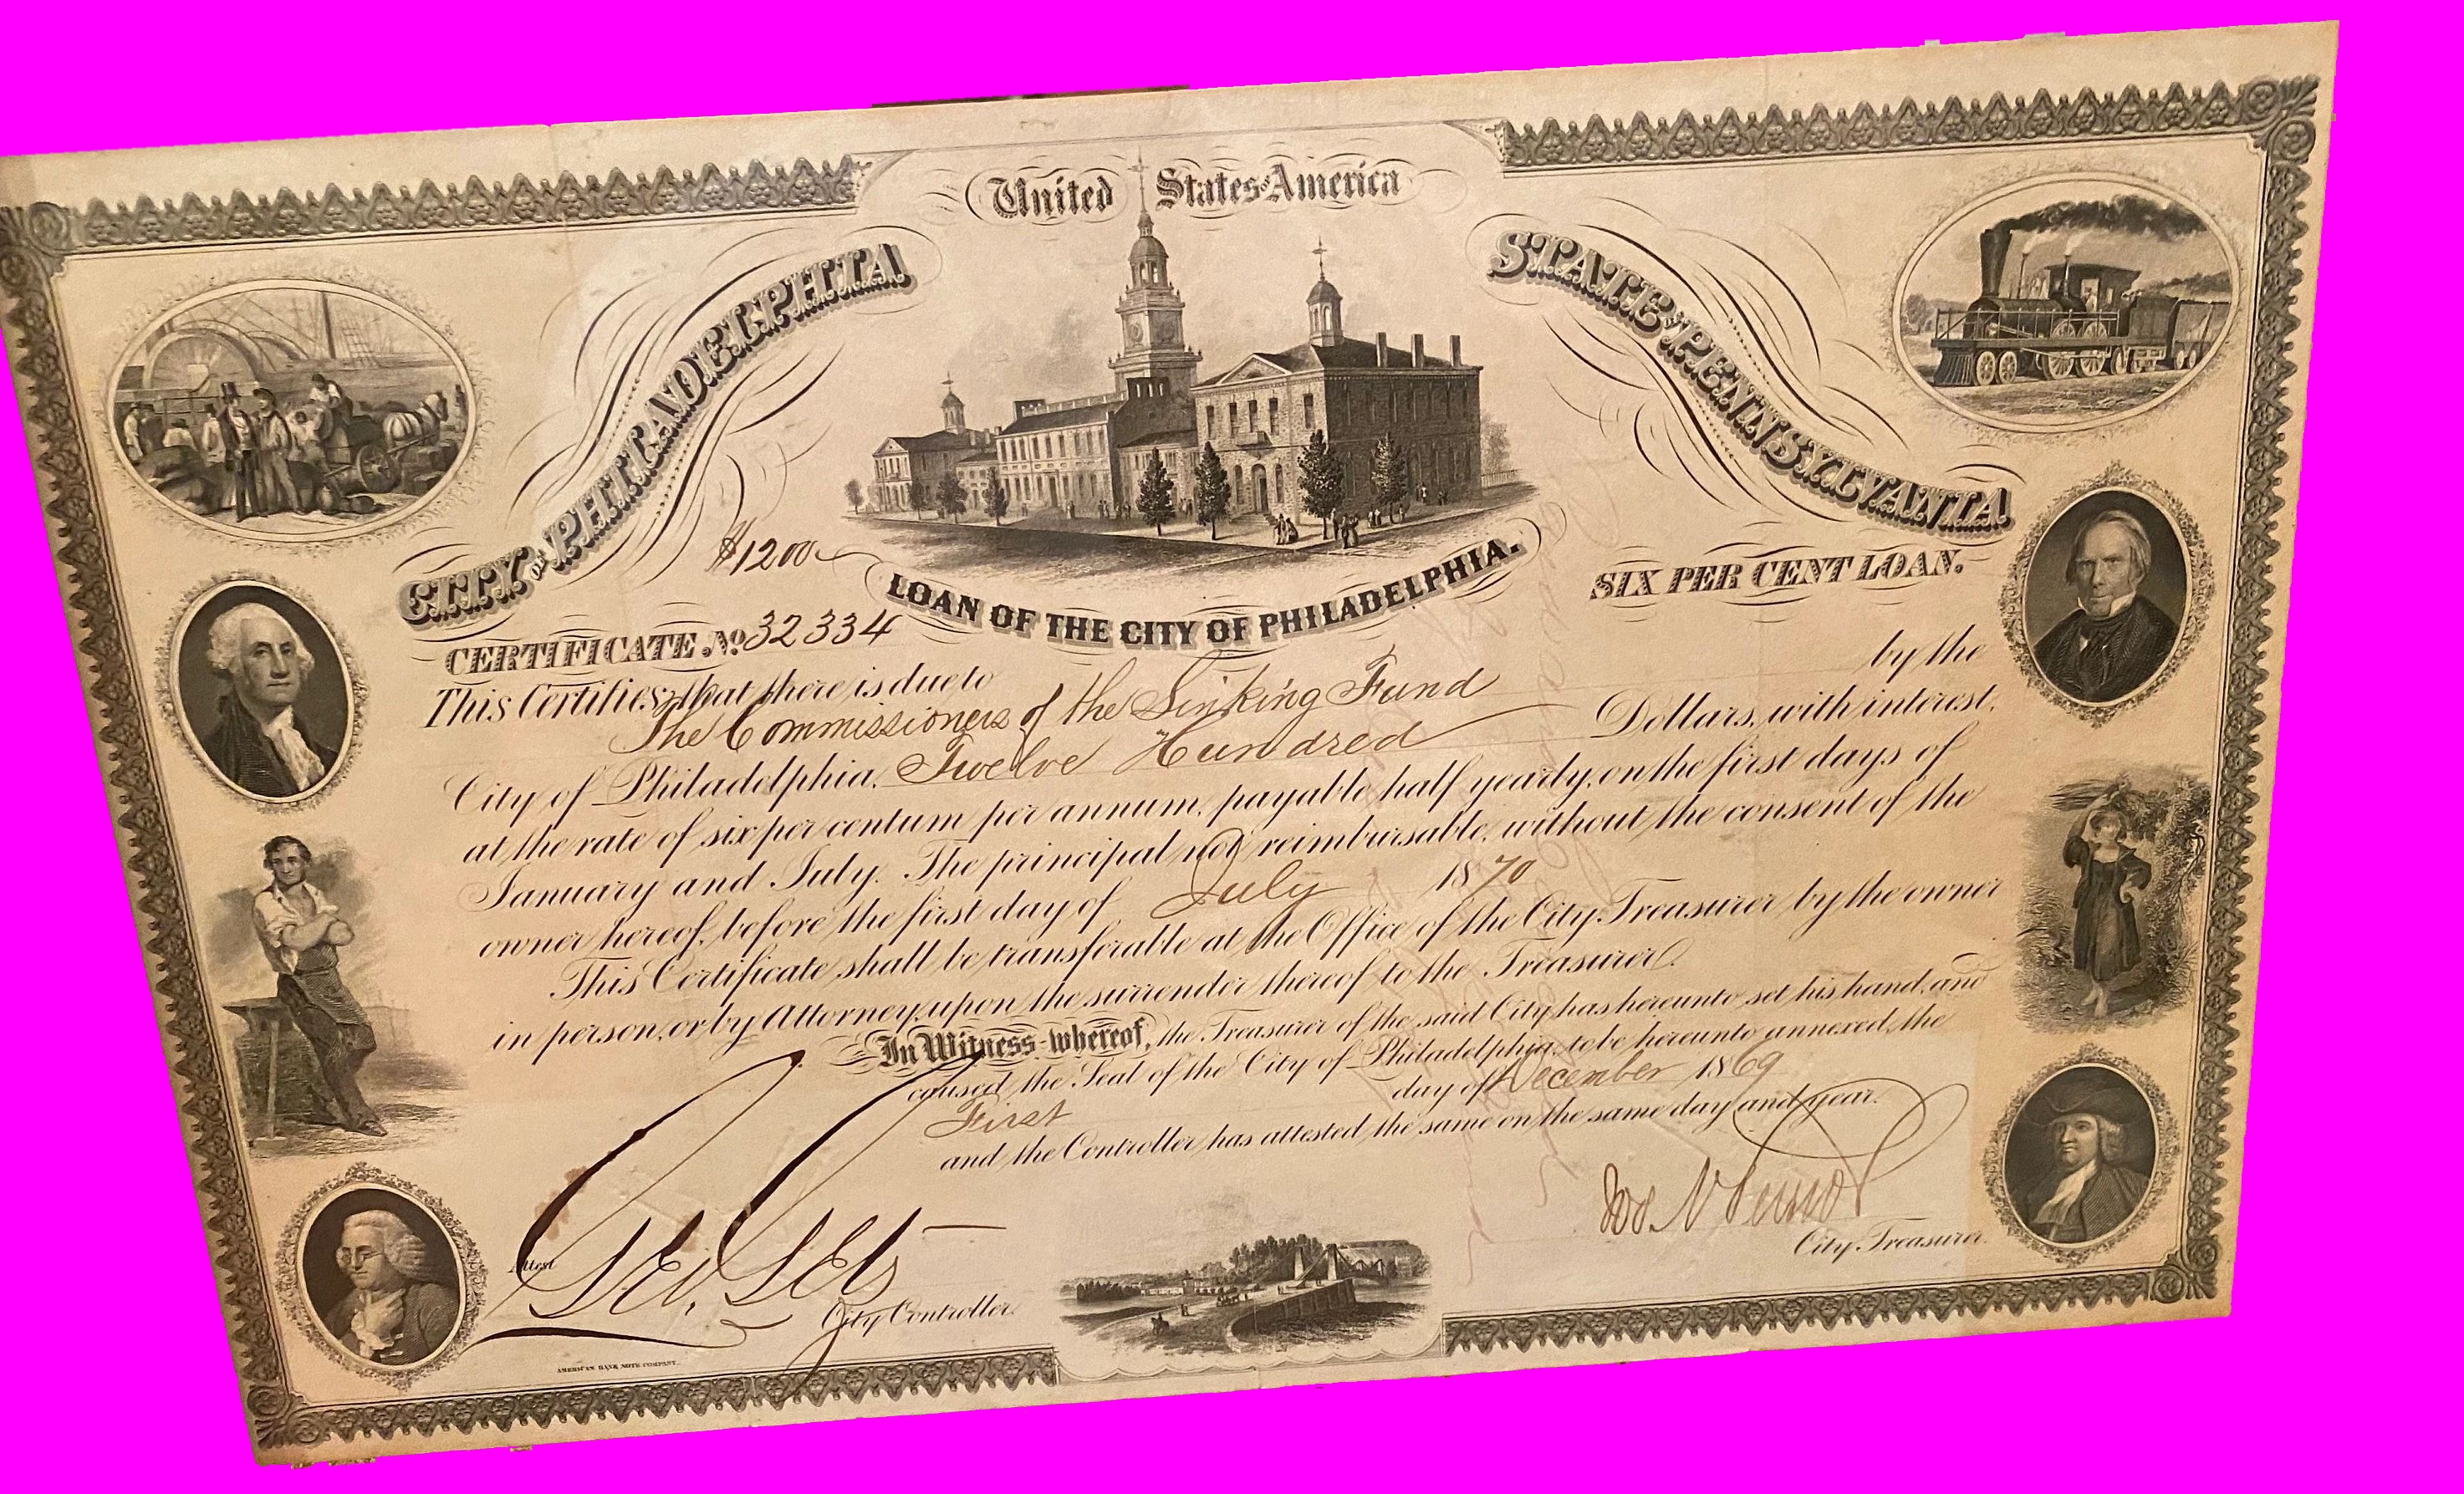 United States of America
CITY OF PHILADELPHIA
STATE OF PENNSYLVANIA
$1200
LOAN OF THE CITY OF PHILADELPHIA.
SIX PER CENT LOAN.
CERTIFICATE No. 32334
This Certifies, that there is due to
The Commissioners of the Sinking Fund by the
City of Philadelphia, Twelve Hundred Dollars, with interest,
at the rate of six per centum per annum, payable half yearly, on the first days of
January and July. The principal not reimbursable, without the consent of the
owner hereof, before the first day of July 1870
This Certificate shall be transferable at the Office of the City Treasurer by the owner
in person, or by Attorney, upon the surrender thereof to the Treasurer.
In Witness whereof, the Treasurer of the said City has hereunto set his hand, and
caused the Seal of the City of Philadelphia, to be hereunto annexed, the
First day of December 1869
and the Controller has attested the same on the same day and year.
Attest
City Controller.
City Treasurer.
AMERICAN BANK NOTE COMPANY.